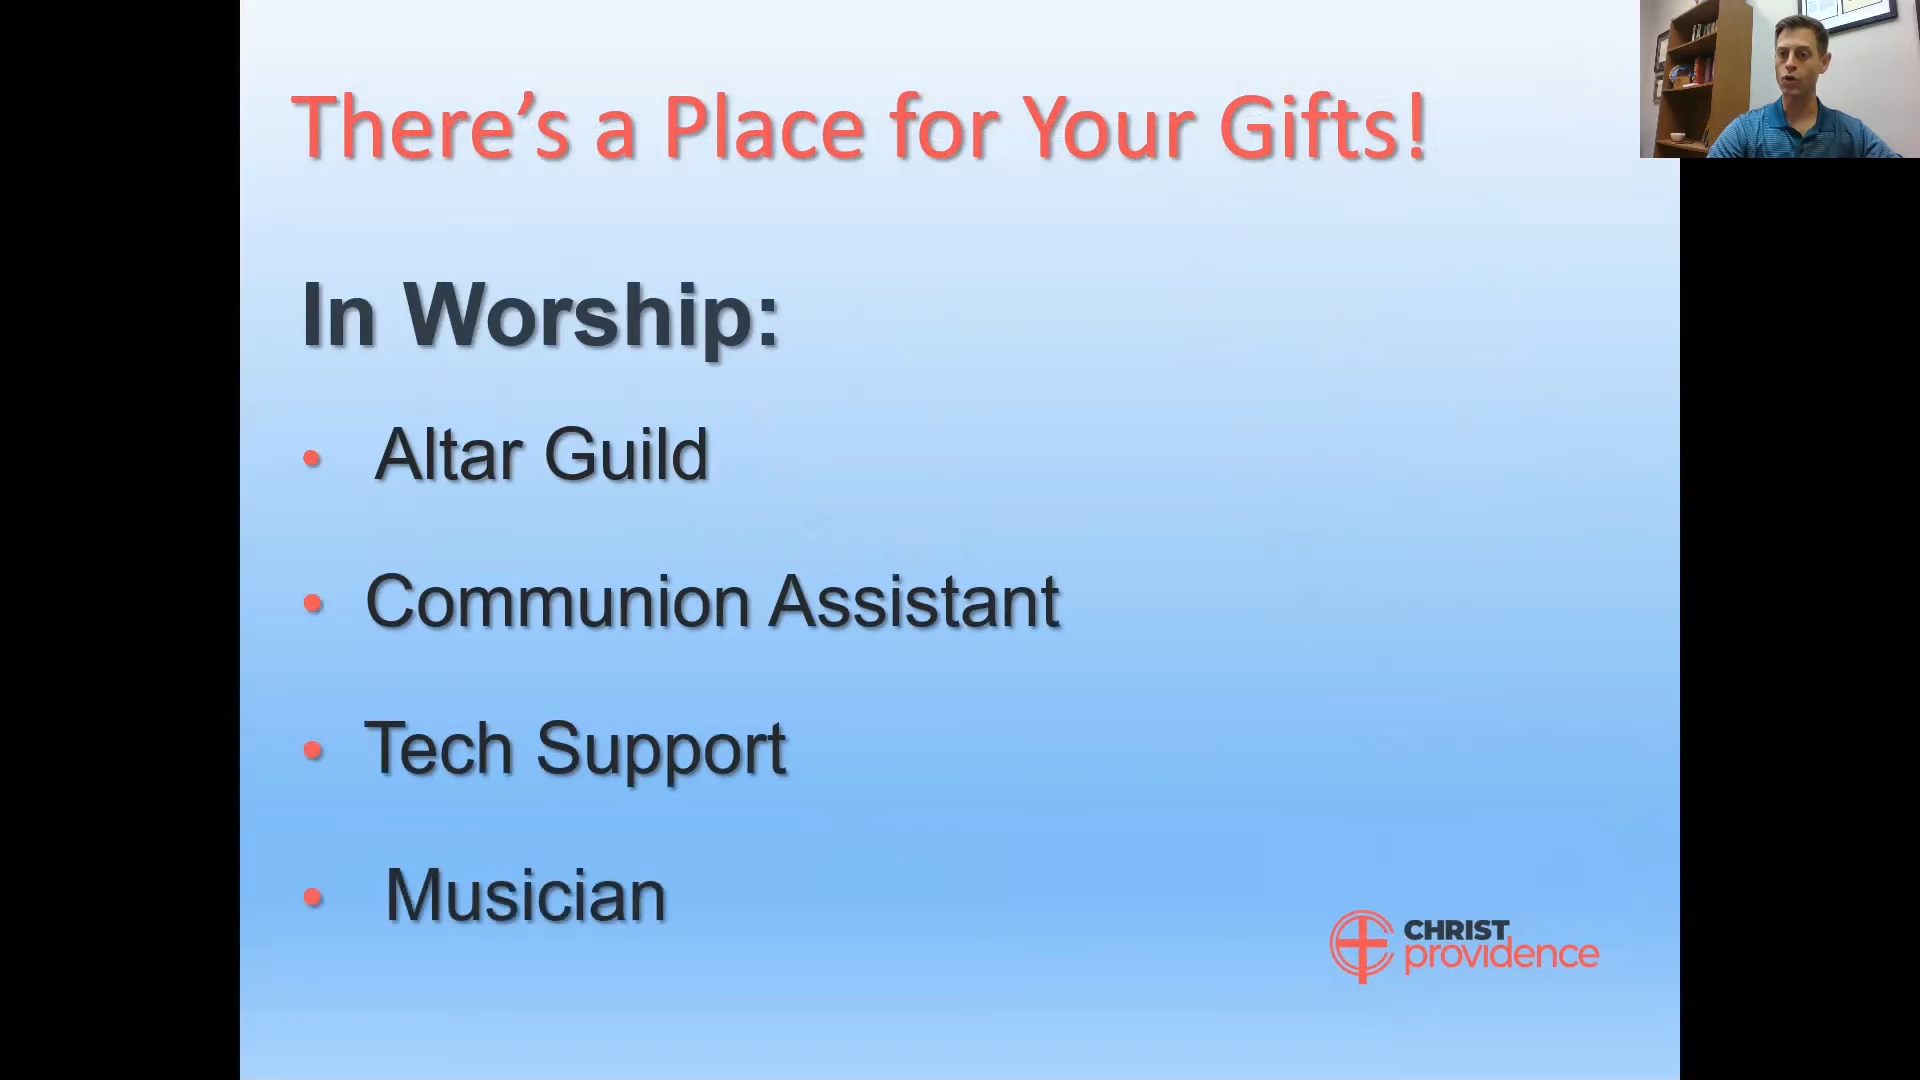 There’s a Place for Your Gifts!
In Worship:
• Altar Guild
• Communion Assistant
• Tech Support
• Musician
CHRIST
providence